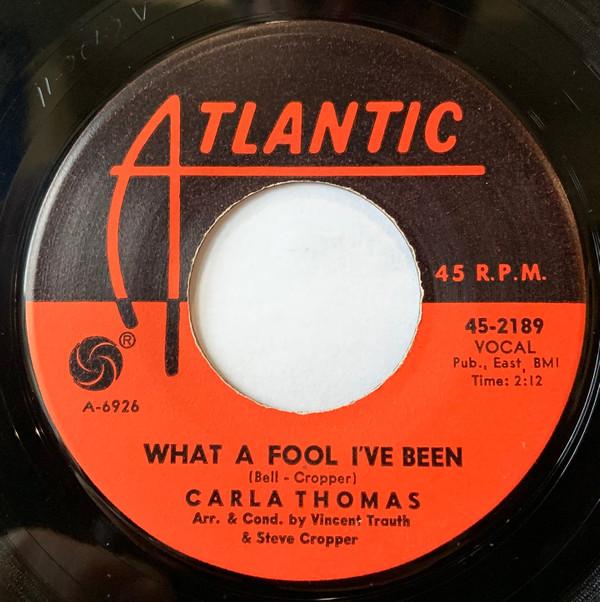 ATLANTIC
45 R.P.M.
®
45-2189
VOCAL
Pub., East, BMI
Time: 2:12
A-6926
WHAT A FOOL I'VE BEEN
(Bell - Cropper)
CARLA THOMAS
Arr. & Cond. by Vincent Trauth
& Steve Cropper